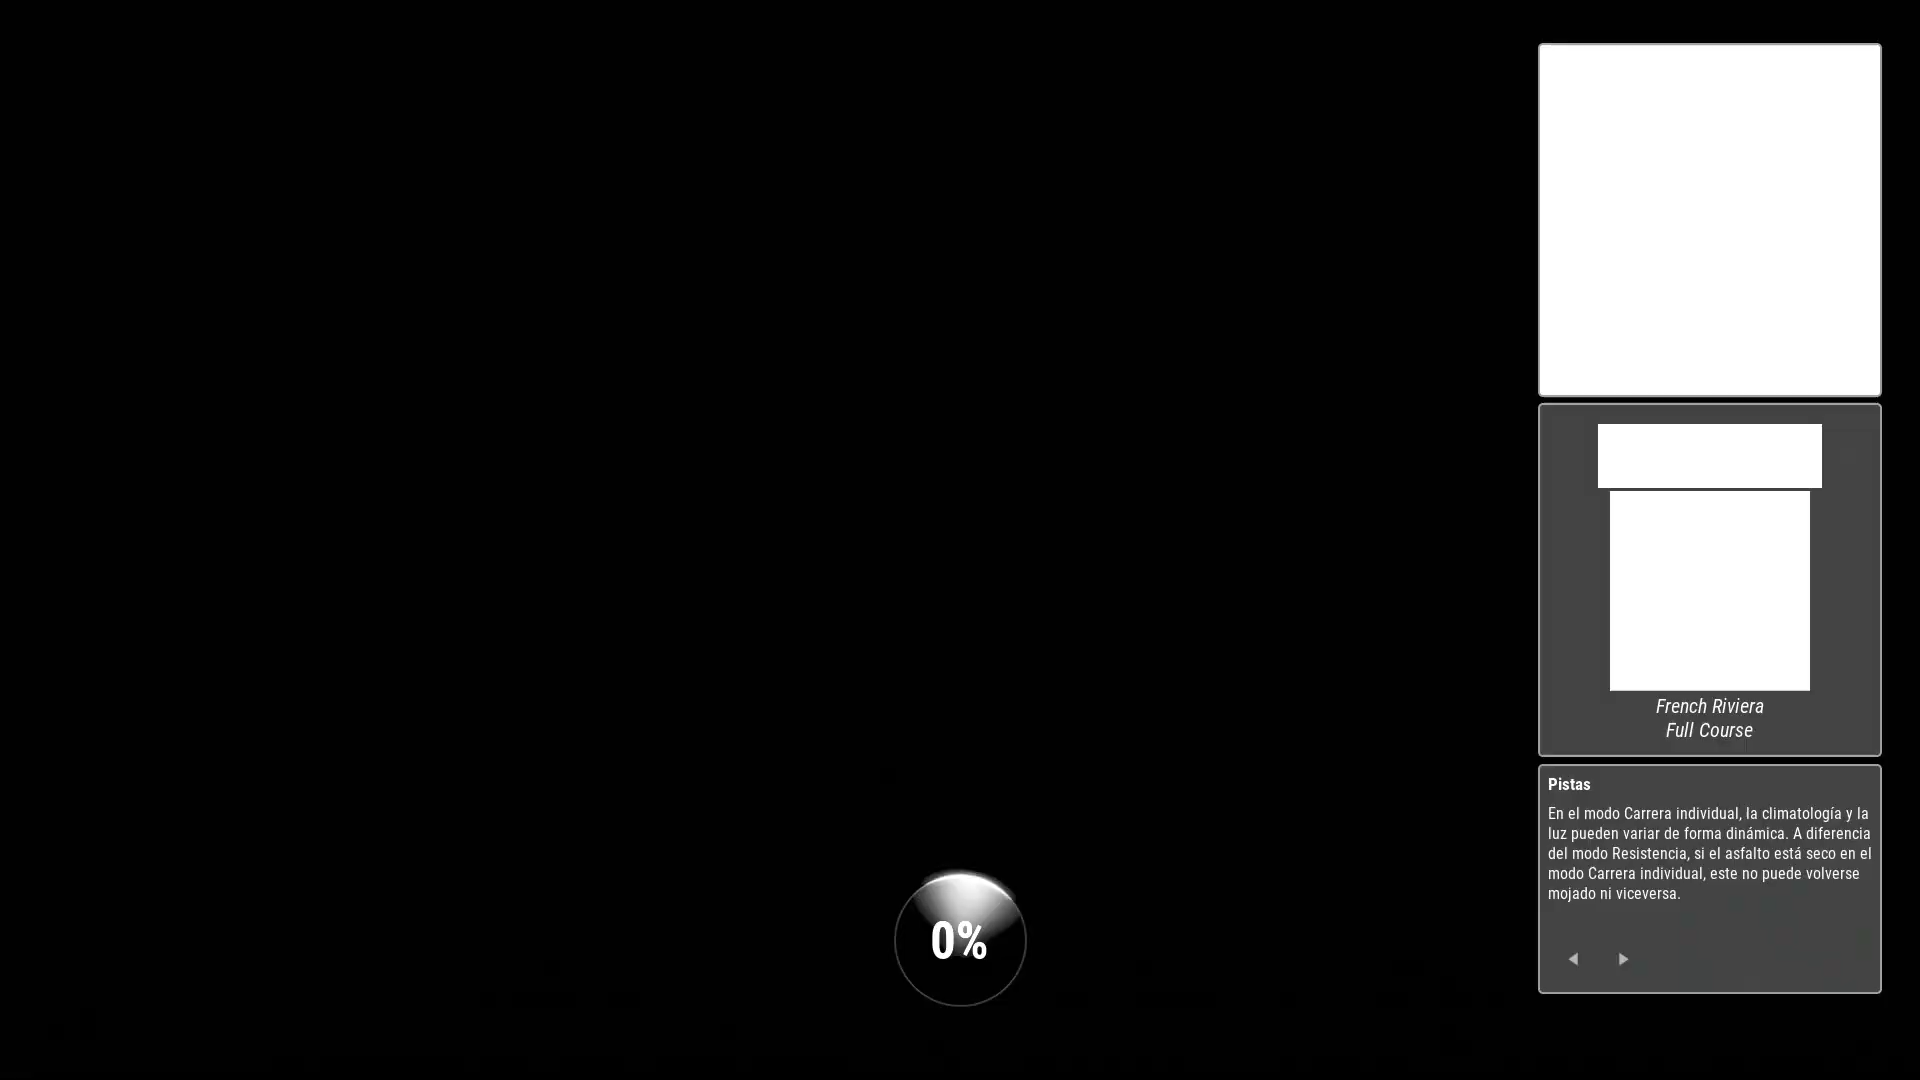 French Riviera
Full Course
Pistas
En el modo Carrera individual, la climatología y la
luz pueden variar de forma dinámica. A diferencia
del modo Resistencia, si el asfalto está seco en el
modo Carrera individual, este no puede volverse
mojado ni viceversa.
0%